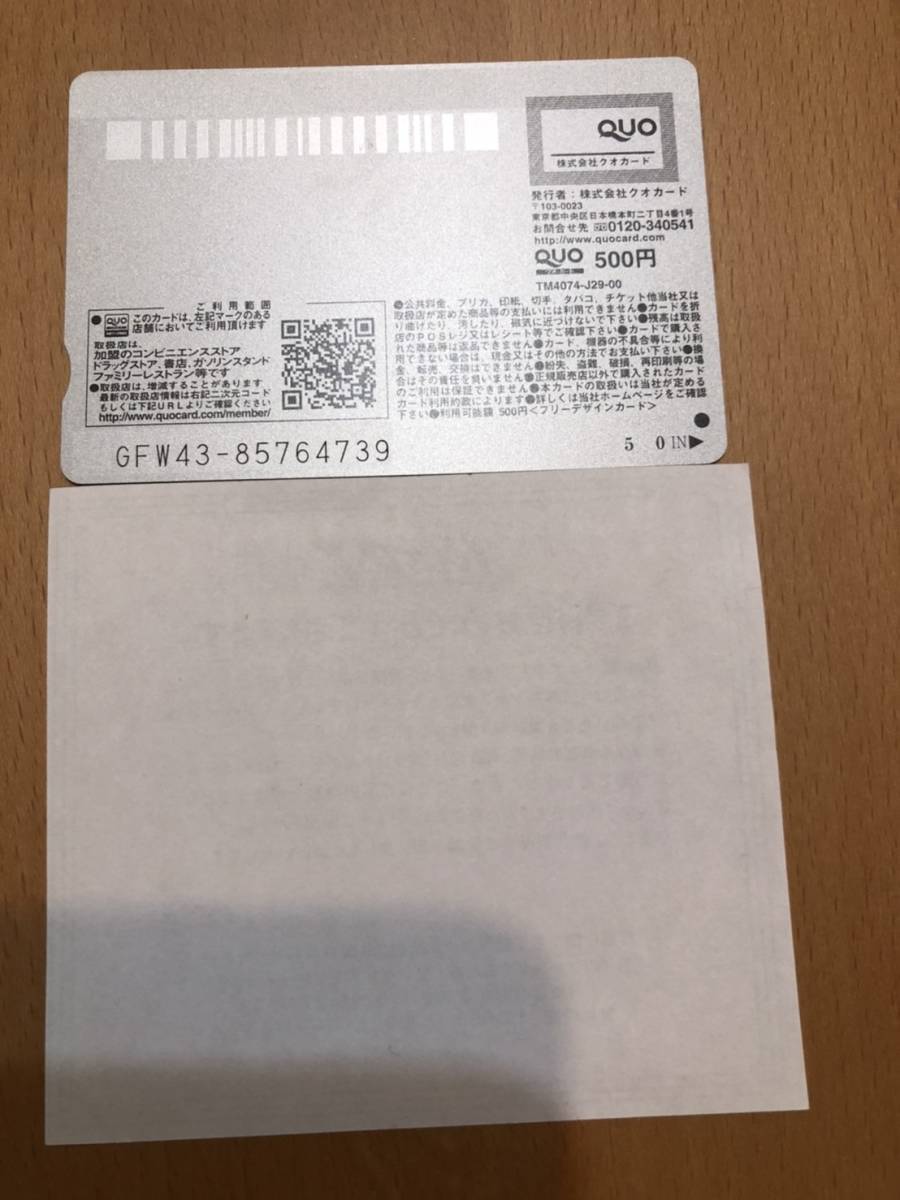 QUO
株式会社クオカード
発行者：株式会社クオカード
〒103-0023
東京都中央区日本橋本町二丁目4番1号
お問合せ先 0120-340541
http://www.quocard.com
QUO 500円
クオ・カード
TM4074-J29-00
ご利用範囲
●QUO このカードは、左記マークのある
店舗においてご利用頂けます
取扱店は、
加盟のコンビニエンスストア
ドラッグストア、書店、ガソリンスタンド
ファミリーレストラン等です
●取扱店は、増減することがあります
最新の取扱店情報は右記二次元コード
もしくは下記URLよりご確認ください
http://www.quocard.com/member/
●公共料金、プリカ、印紙、切手、タバコ、チケット他当社又は
取扱店が定めた商品等の支払いには利用できません●カードを折
り曲げたり、汚したり、磁気に近づけないで下さい●残高は取扱
店のPOSレジ又はレシート等でご確認下さい●カードで購入さ
れた商品等は返品できません●カード、機器の不具合等により利
用できない場合は、現金又はその他の方法でお支払い下さい●換
金、転売、交換はできません●紛失、盗難、破損、再印刷等の場
合はその責任を負いません●正規販売店以外で購入されたカード
のご利用は保証できません●本カードの取扱いは当社が定める
カード利用約款によります●詳しくは当社ホームページをご確認
下さい●利用可能額 500円＜フリーデザインカード＞
GFW43-85764739
5 0 IN▶